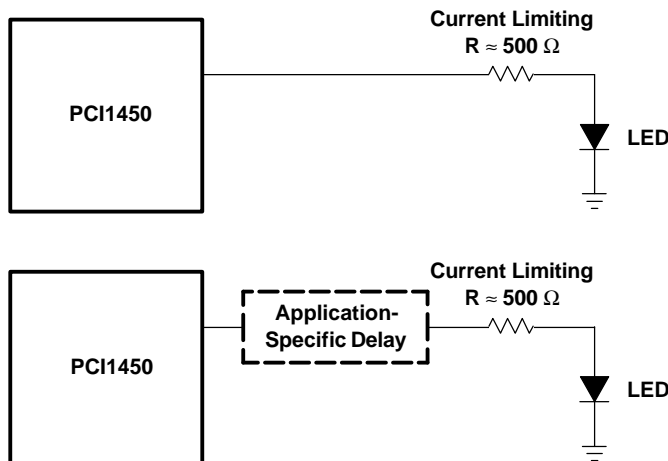 Current Limiting
R ≈ 500 Ω
PCI1450
LED
Current Limiting
R ≈ 500 Ω
Application-
Specific Delay
PCI1450
LED